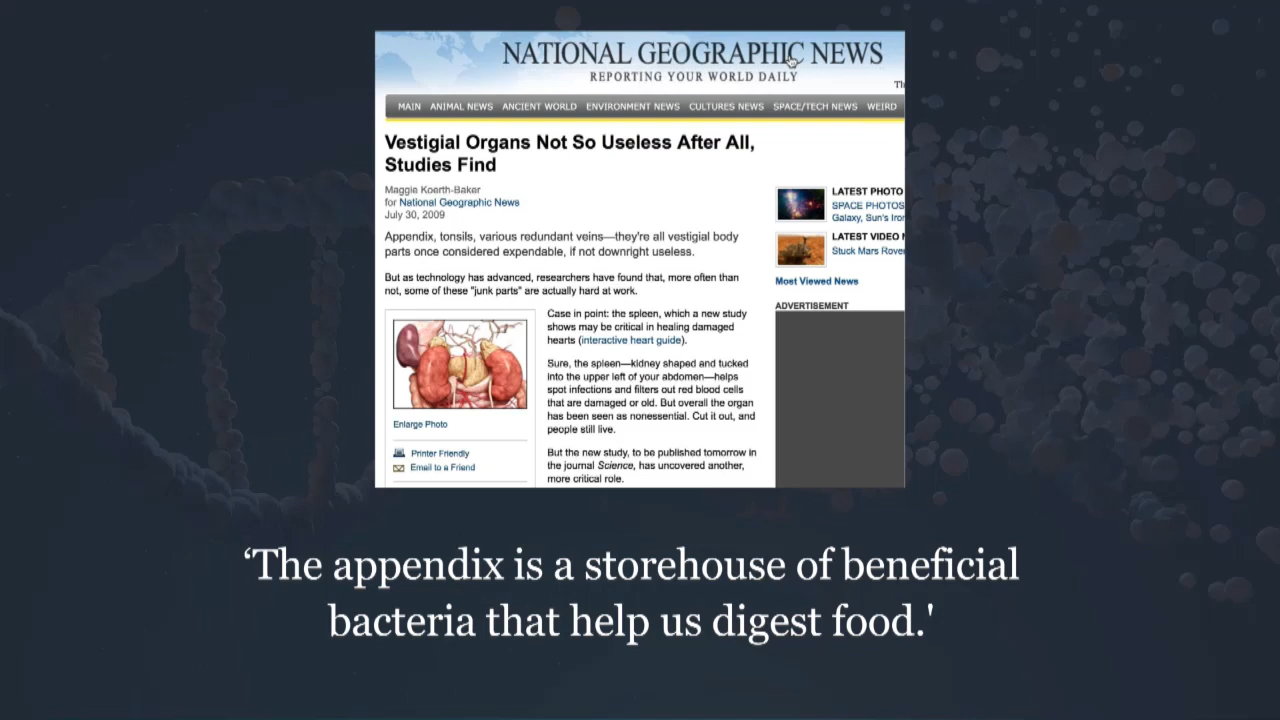 NATIONAL GEOGRAPHIC NEWS
REPORTING YOUR WORLD DAILY
Th
MAIN ANIMAL NEWS ANCIENT WORLD ENVIRONMENT NEWS CULTURES NEWS SPACE/TECH NEWS WEIRD
Vestigial Organs Not So Useless After All,
Studies Find
Maggie Koerth-Baker
for National Geographic News
July 30, 2009
Appendix, tonsils, various redundant veins—they're all vestigial body
parts once considered expendable, if not downright useless.
But as technology has advanced, researchers have found that, more often than
not, some of these "junk parts" are actually hard at work.
Enlarge Photo
Printer Friendly
Email to a Friend
Case in point: the spleen, which a new study
shows may be critical in healing damaged
hearts (interactive heart guide).
Sure, the spleen—kidney shaped and tucked
into the upper left of your abdomen—helps
spot infections and filters out red blood cells
that are damaged or old. But overall the organ
has been seen as nonessential. Cut it out, and
people still live.
But the new study, to be published tomorrow in
the journal Science, has uncovered another,
more critical role.
LATEST PHOTO
SPACE PHOTOS
Galaxy, Sun's Iron
LATEST VIDEO N
Stuck Mars Rover
Most Viewed News
ADVERTISEMENT
‘The appendix is a storehouse of beneficial
bacteria that help us digest food.'